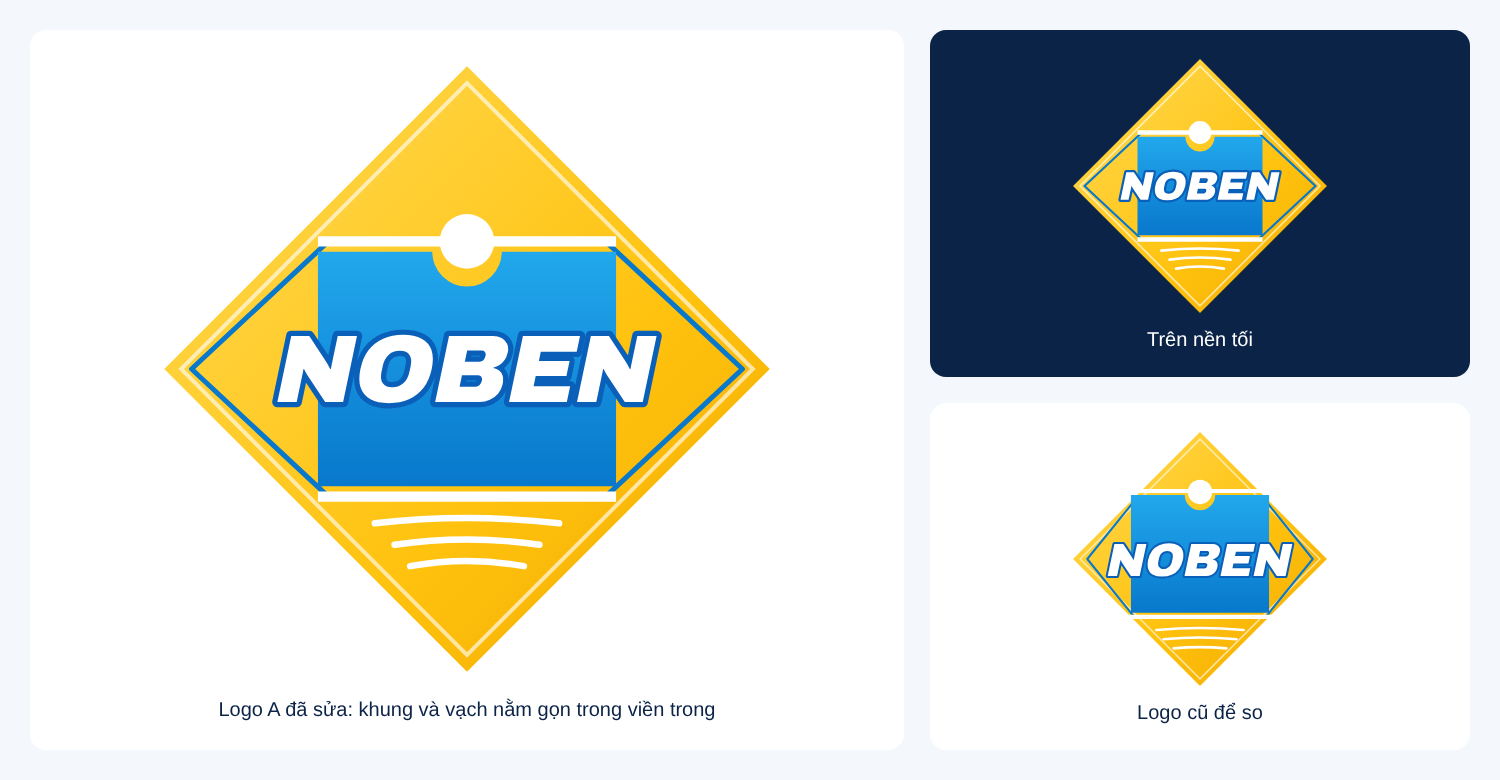 NOBEN
Logo A đã sửa: khung và vạch nằm gọn trong viền trong
NOBEN
Trên nền tối
NOBEN
Logo cũ để so